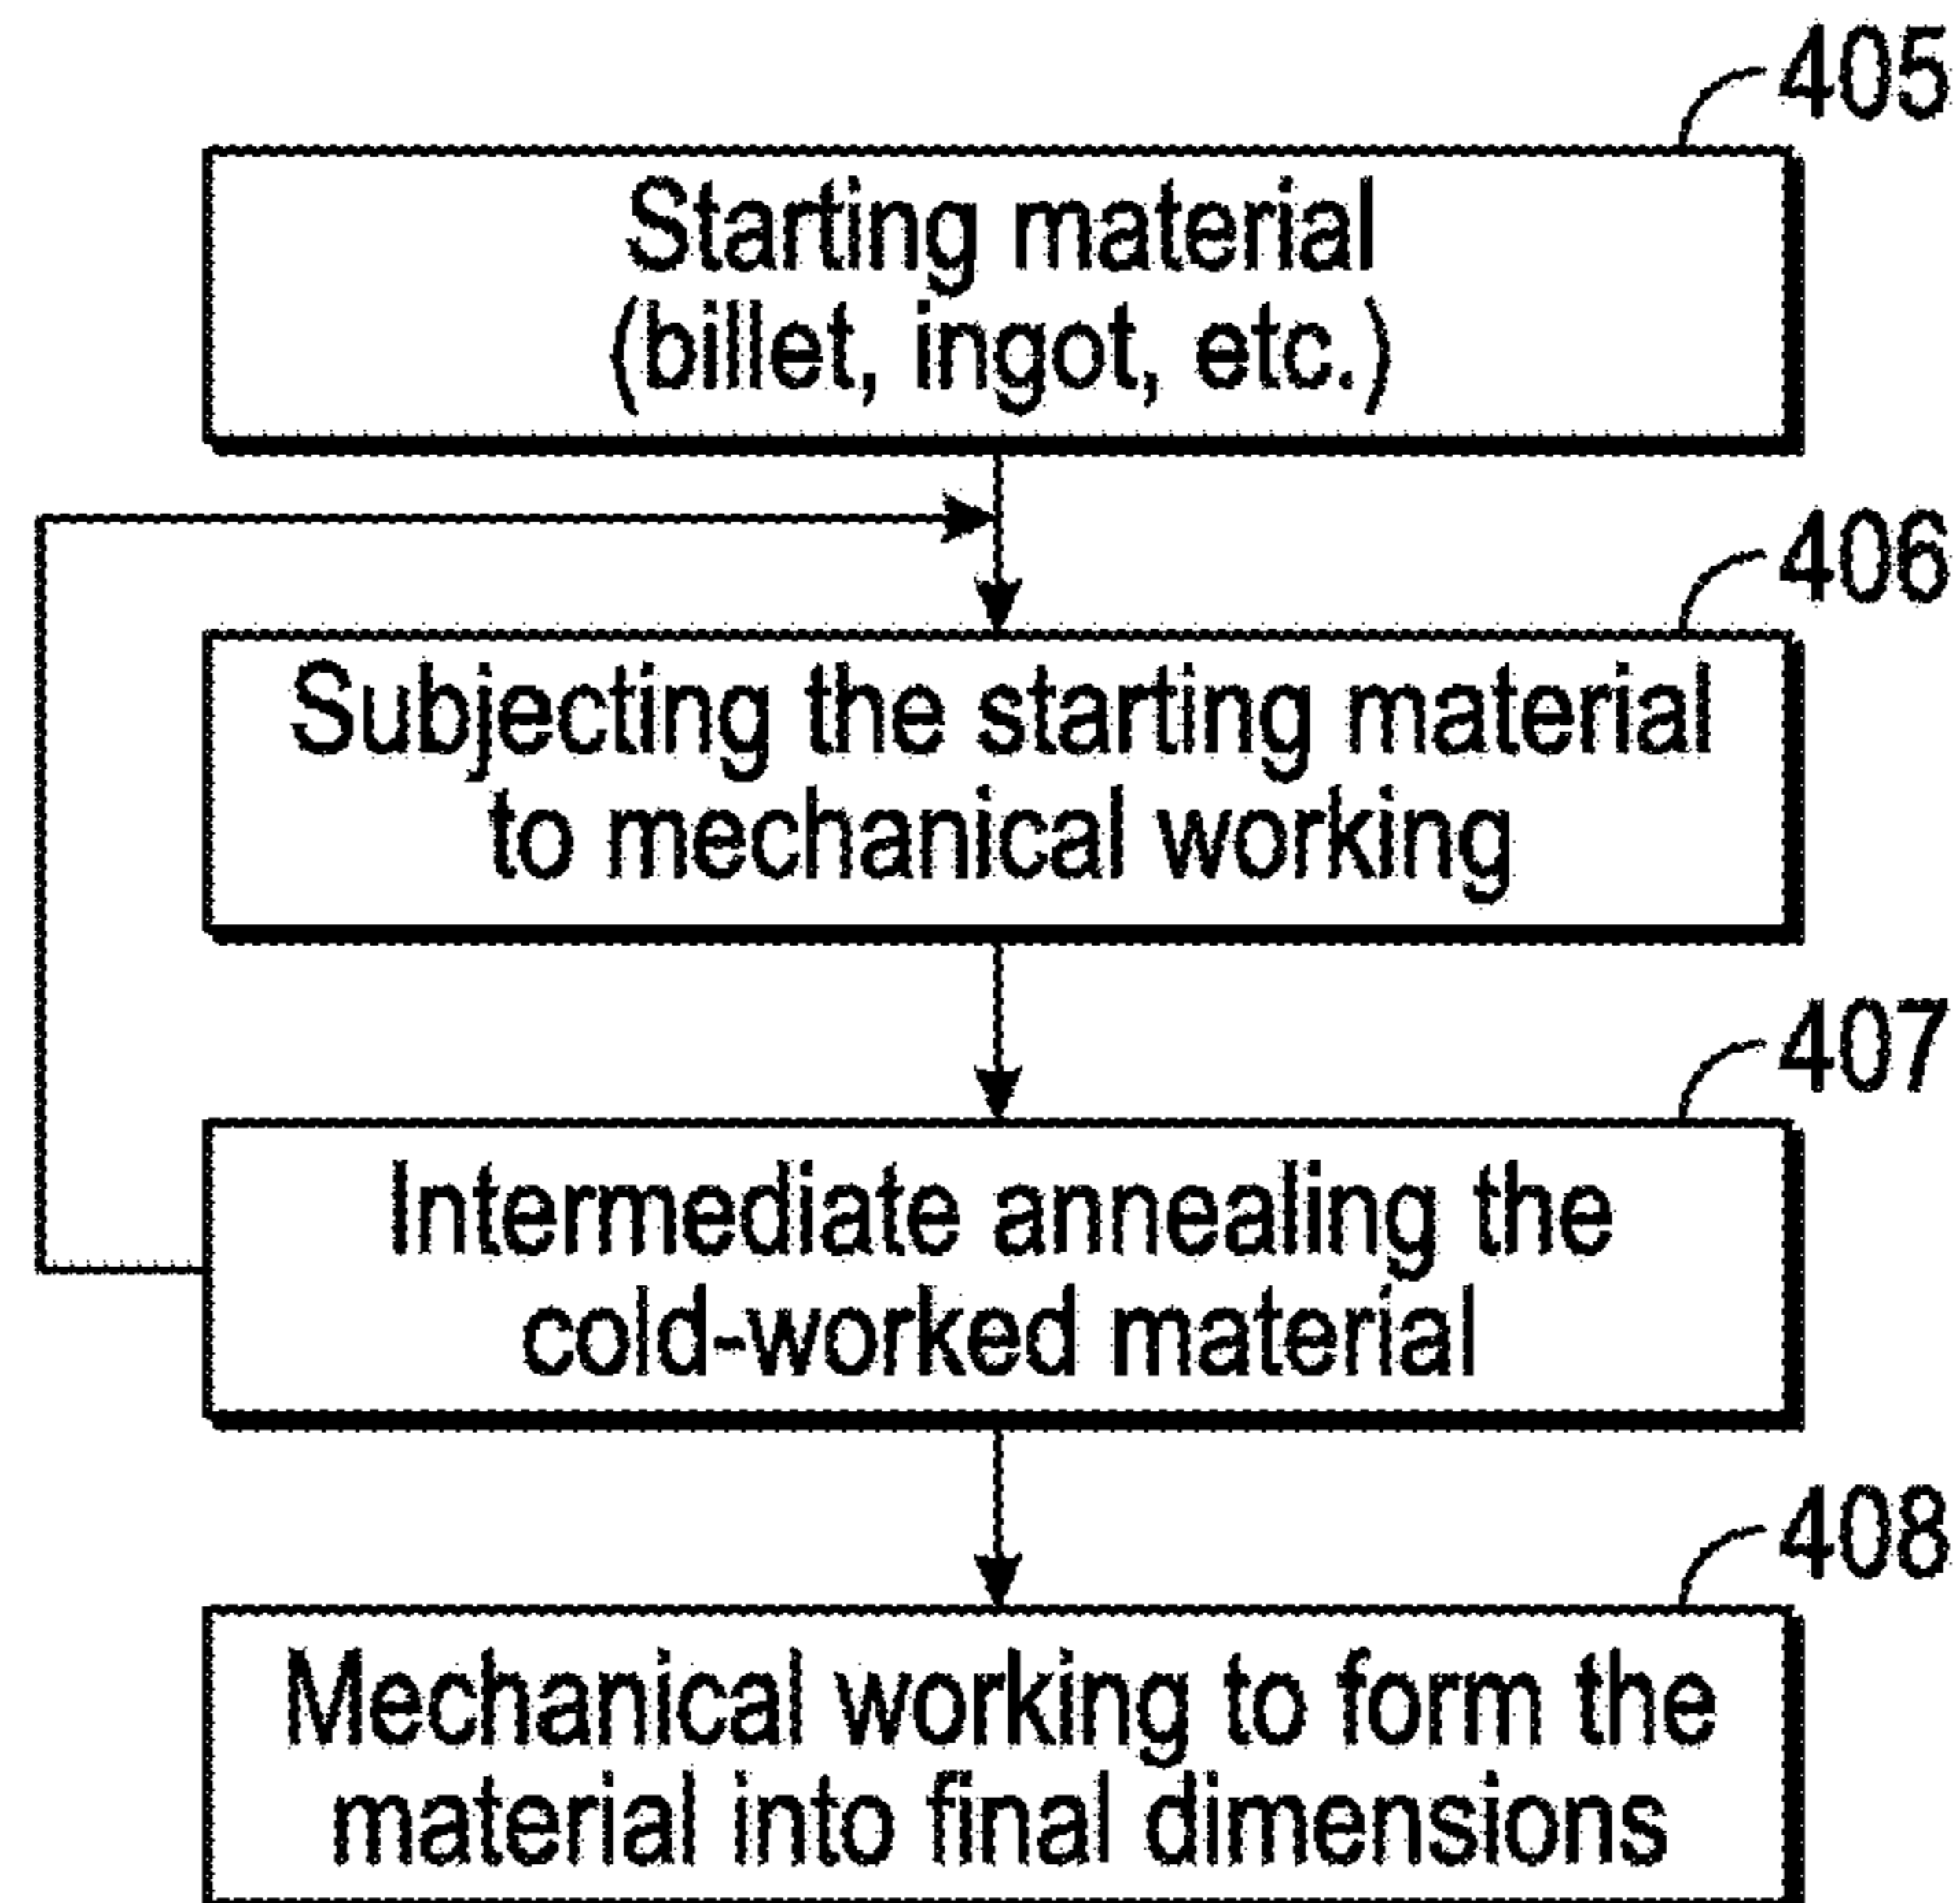 405
Starting material
(billet, ingot, etc.)
406
Subjecting the starting material
to mechanical working
407
Intermediate annealing the
cold-worked material
408
Mechanical working to form the
material into final dimensions